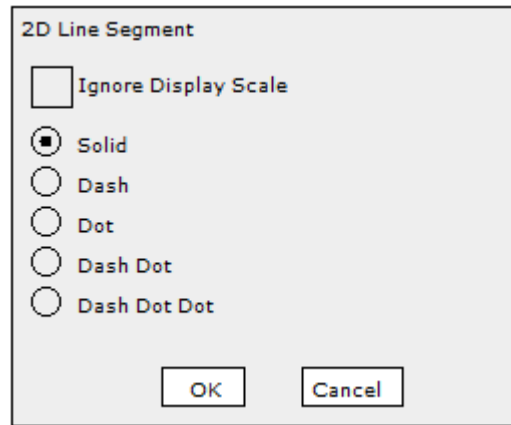 2D Line Segment
Ignore Display Scale
Solid
Dash
Dot
Dash Dot
Dash Dot Dot
OK Cancel